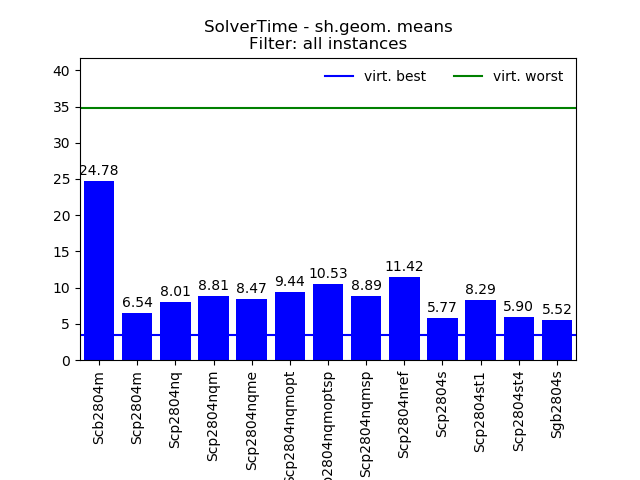 SolverTime - sh.geom. means
Filter: all instances
virt. best
virt. worst
40
35
30
25
20
15
10
5
0
24.78
6.54
8.01
8.81
8.47
9.44
10.53
8.89
11.42
5.77
8.29
5.90
5.52
Scb2804m
Scp2804m
Scp2804nq
Scp2804nqm
Scp2804nqme
Scp2804nqmopt
p2804nqmoptsp
Scp2804nqmsp
Scp2804nref
Scp2804s
Scp2804st1
Scp2804st4
Sgb2804s